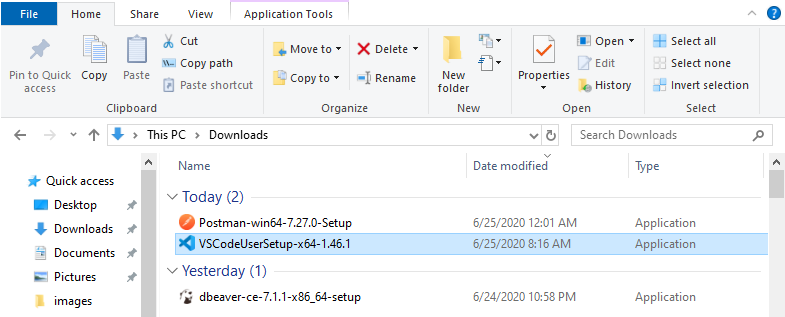 File Home Share View Application Tools
Pin to Quick access
Copy
Paste
Cut
Copy path
Paste shortcut
Clipboard
Move to
Copy to
Delete
Rename
Organize
New folder
New
Properties
Open
Edit
History
Open
Select all
Select none
Invert selection
Select
This PC > Downloads
Search Downloads
Quick access
Desktop
Downloads
Documents
Pictures
images
Name Date modified Type
Today (2)
Postman-win64-7.27.0-Setup 6/25/2020 12:01 AM Application
VSCodeUserSetup-x64-1.46.1 6/25/2020 8:16 AM Application
Yesterday (1)
dbeaver-ce-7.1.1-x86_64-setup 6/24/2020 10:58 PM Application